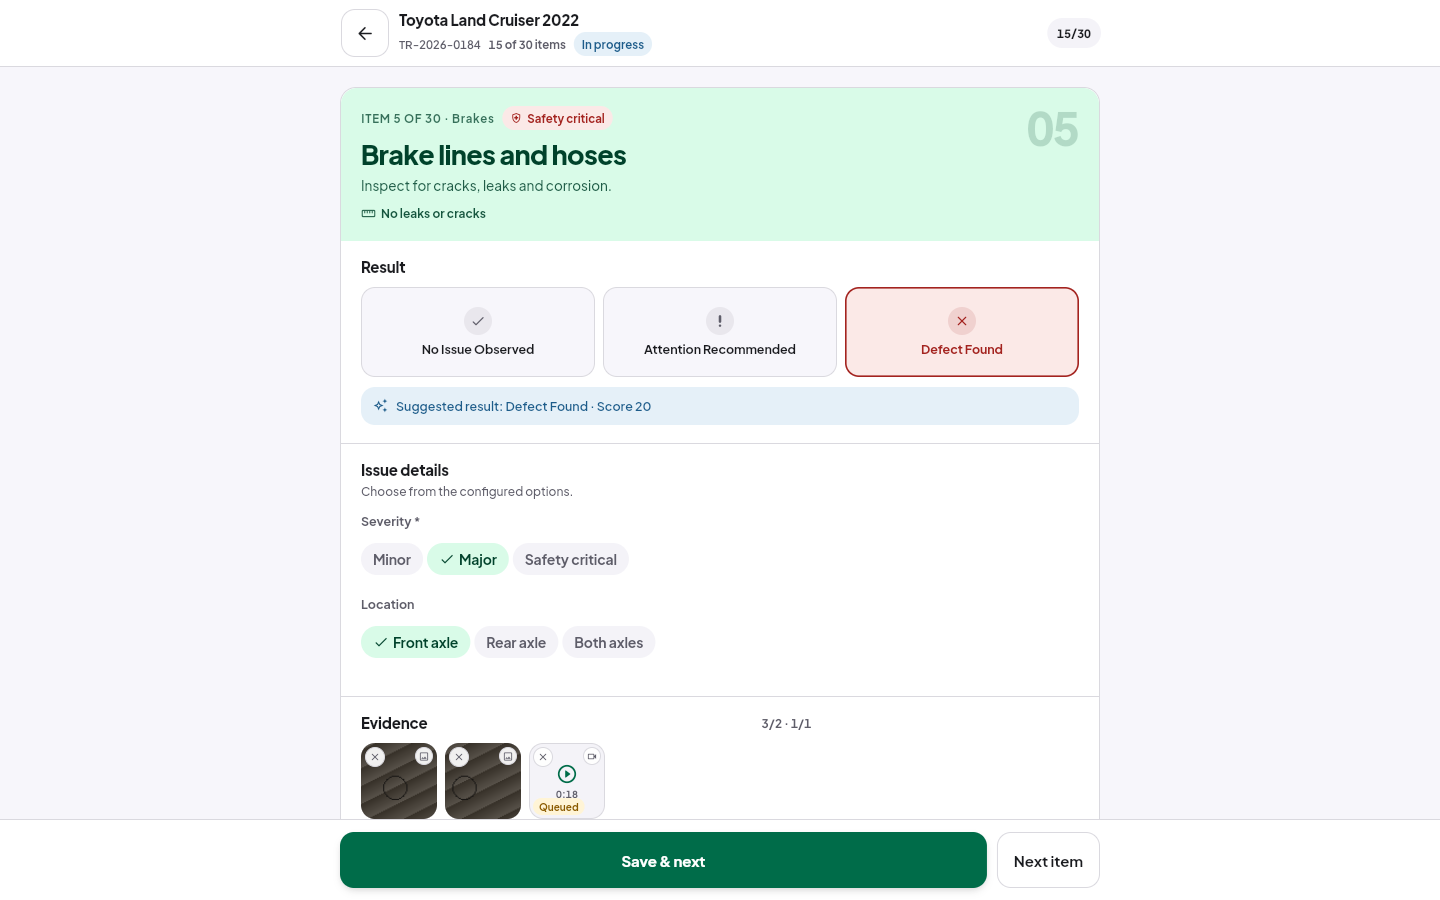 Toyota Land Cruiser 2022
TR-2026-0184 15 of 30 items In progress
15/30
ITEM 5 OF 30 · Brakes Safety critical
05
Brake lines and hoses
Inspect for cracks, leaks and corrosion.
No leaks or cracks
Result
No Issue Observed
Attention Recommended
Defect Found
Suggested result: Defect Found · Score 20
Issue details
Choose from the configured options.
Severity *
Minor
Major
Safety critical
Location
Front axle
Rear axle
Both axles
Evidence
3/2 · 1/1
0:18
Queued
Save & next
Next item